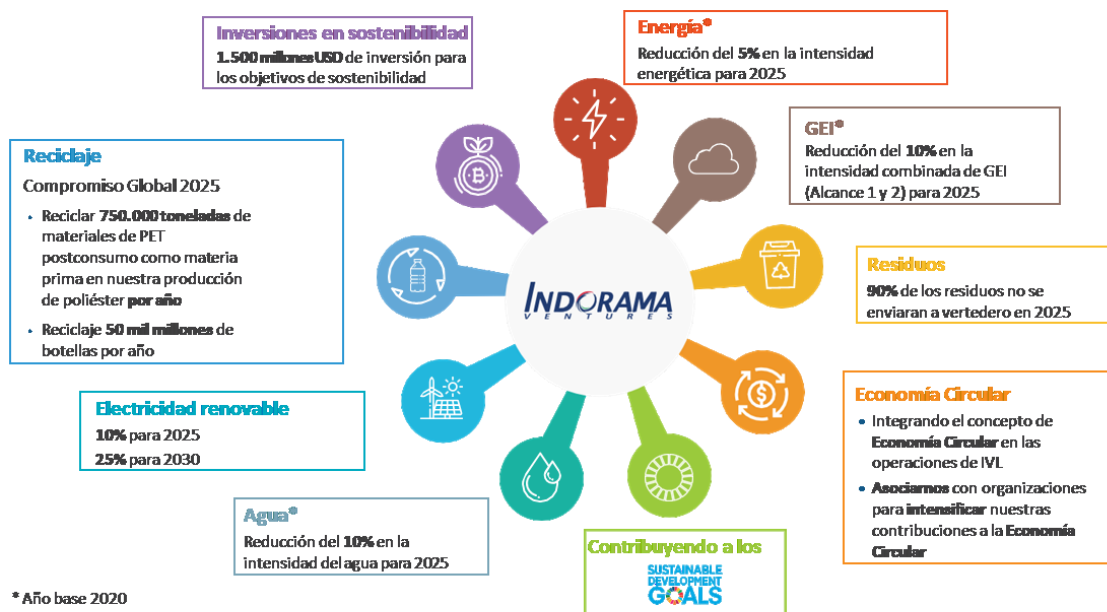 Inversiones en sostenibilidad
1.500 millones USD de inversión para
los objetivos de sostenibilidad
Energía*
Reducción del 5% en la intensidad
energética para 2025
GEI*
Reducción del 10% en la
intensidad combinada de GEI
(Alcance 1 y 2) para 2025
Reciclaje
Compromiso Global 2025
• Reciclar 750.000 toneladas de
materiales de PET
postconsumo como materia
prima en nuestra producción
de poliéster por año
• Reciclaje 50 mil millones de
botellas por año
INDORAMA
VENTURES
Residuos
90% de los residuos no se
enviaran a vertedero en 2025
Electricidad renovable
10% para 2025
25% para 2030
Economía Circular
• Integrando el concepto de
Economía Circular en las
operaciones de IVL
• Asociarnos con organizaciones
para intensificar nuestras
contribuciones a la Economía
Circular
Agua*
Reducción del 10% en la
intensidad del agua para 2025
Contribuyendo a los
SUSTAINABLE
DEVELOPMENT
GOALS
* Año base 2020